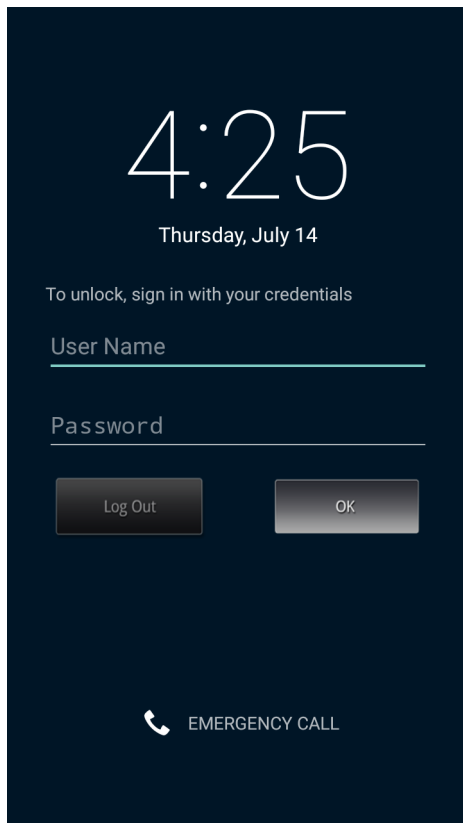 4:25
Thursday, July 14
To unlock, sign in with your credentials
User Name
Password
Log Out
OK
EMERGENCY CALL